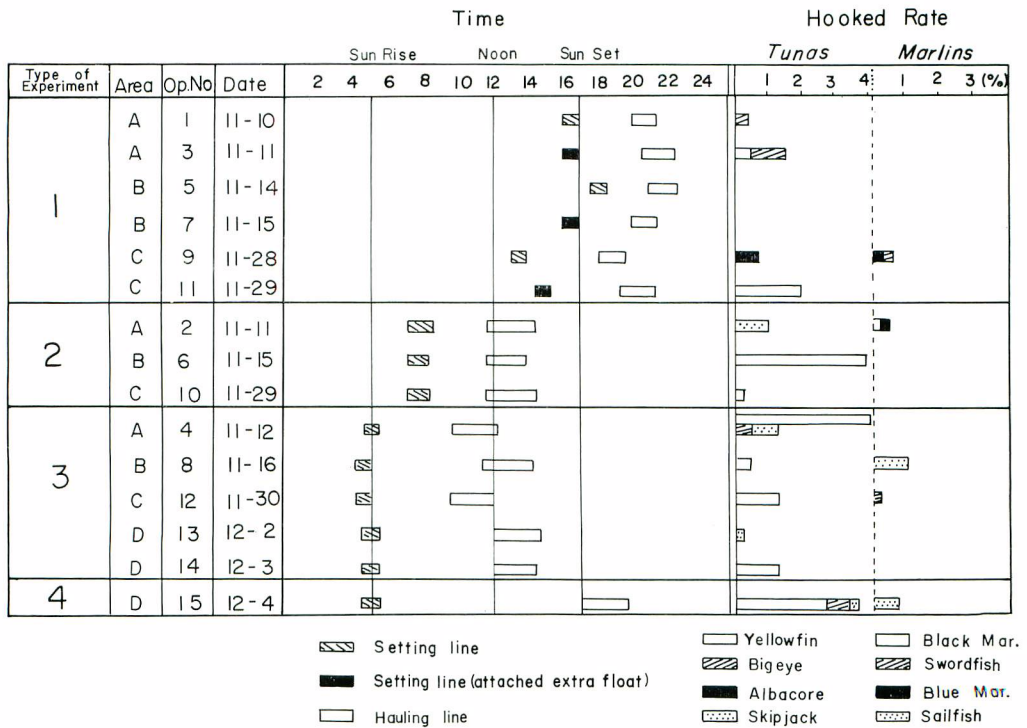 Time Hooked Rate
Sun Rise Noon Sun Set Tunas Marlins
Type of Experiment Area Op.No Date 2 4 6 8 10 12 14 16 18 20 22 24 1 2 3 4 1 2 3 (%)
1
A 1 11-10
A 3 11-11
B 5 11-14
B 7 11-15
C 9 11-28
C 11 11-29
2
A 2 11-11
B 6 11-15
C 10 11-29
3
A 4 11-12
B 8 11-16
C 12 11-30
D 13 12-2
D 14 12-3
4 D 15 12-4
Setting line
Setting line (attached extra float)
Hauling line
Yellowfin Black Mar.
Bigeye Swordfish
Albacore Blue Mar.
Skipjack Sailfish